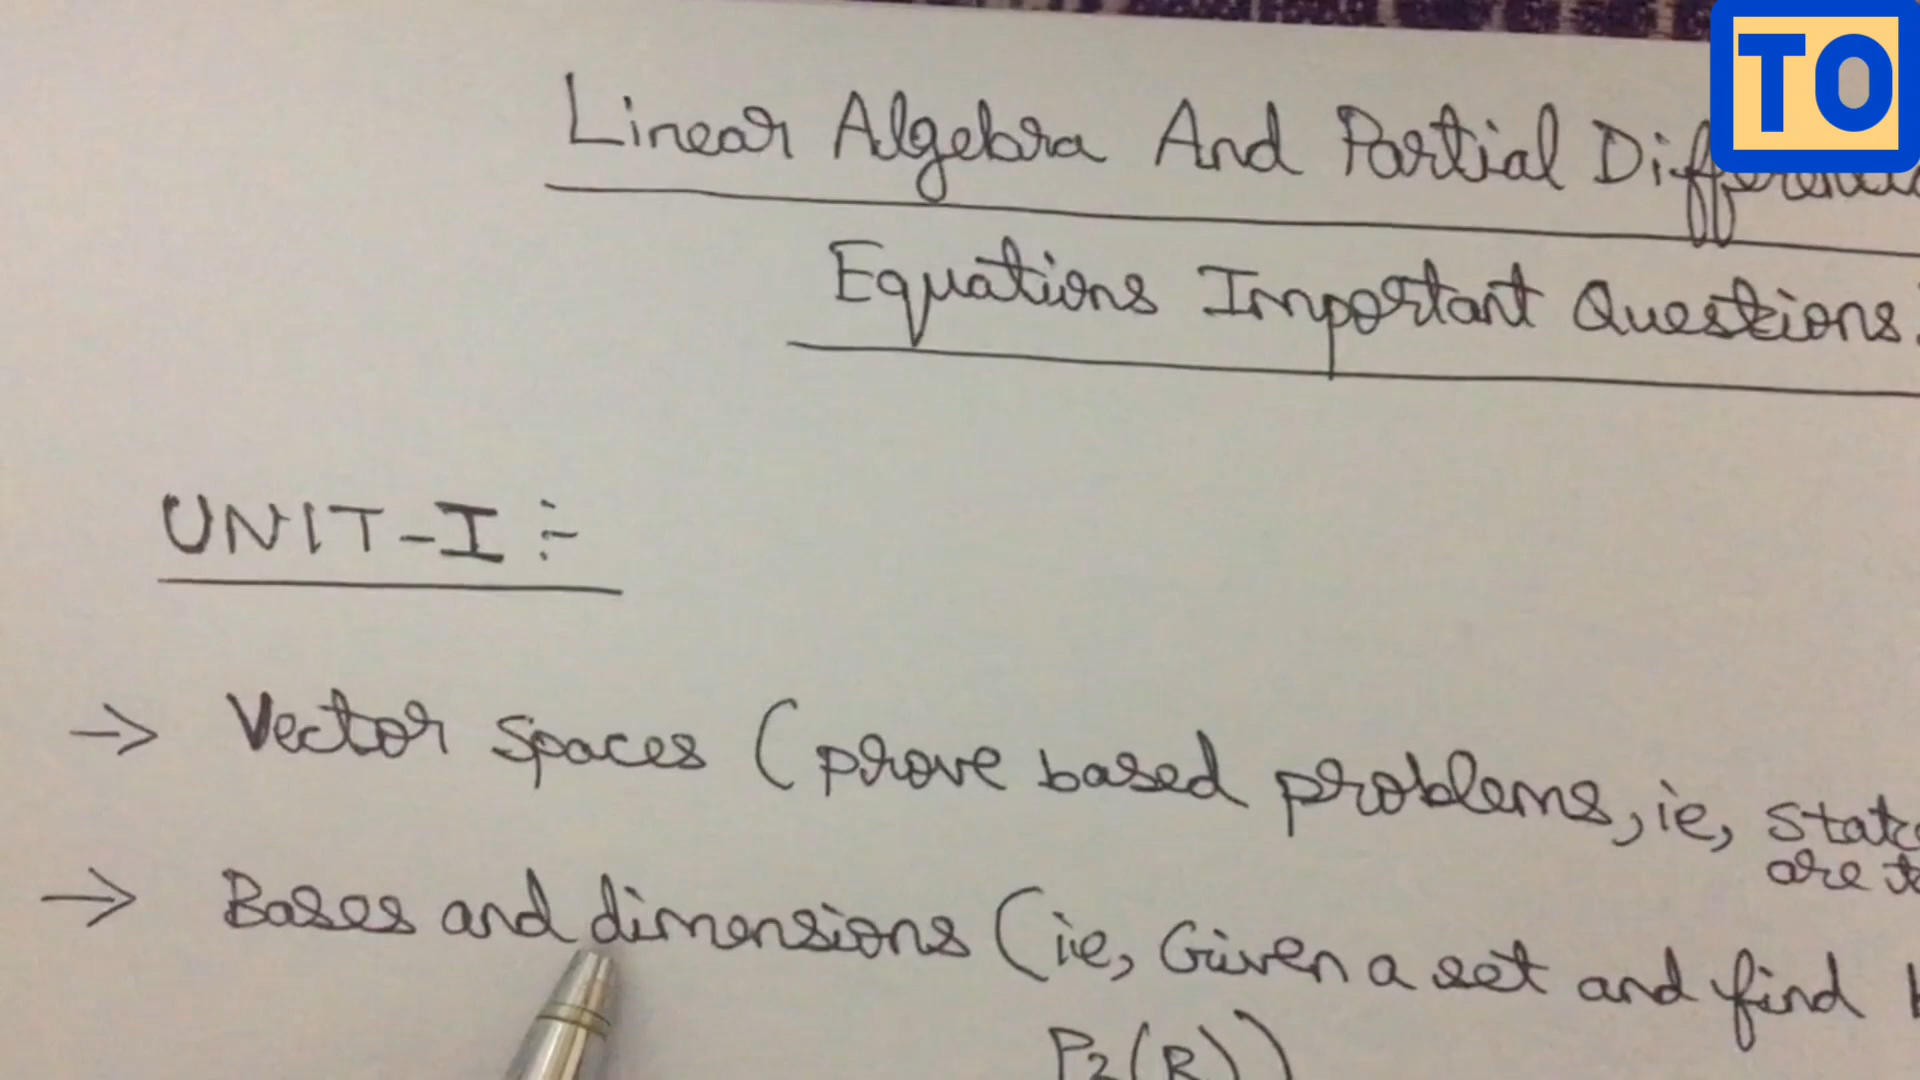 TO
Linear Algebra And Partial
Equations Important Questions
UNIT-I :-
→ Vector Spaces (prove based problems, ie,
are
→ Bases and dimensions (ie, Given a set and find
P2(R))